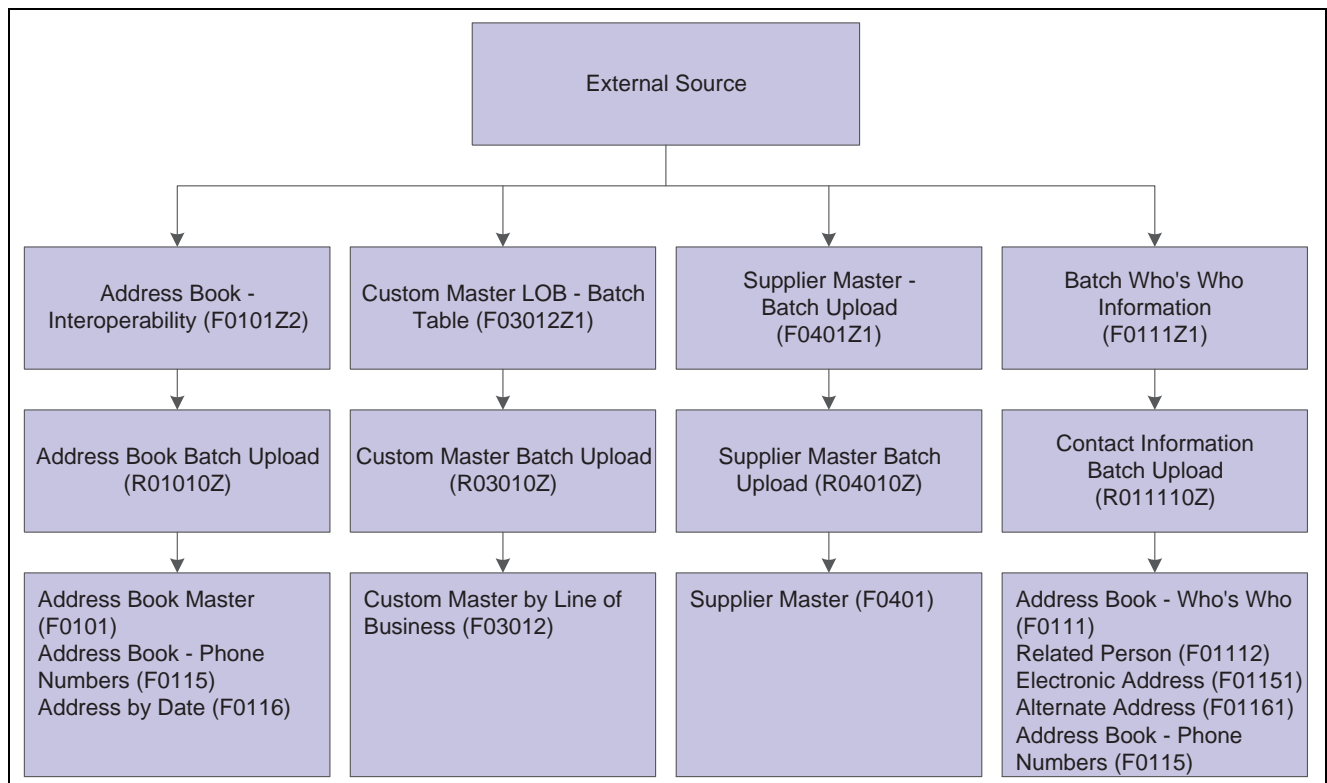 External Source
Address Book -
Interoperability (F0101Z2)
Custom Master LOB - Batch
Table (F03012Z1)
Supplier Master -
Batch Upload
(F0401Z1)
Batch Who's Who
Information
(F0111Z1)
Address Book Batch Upload
(R01010Z)
Custom Master Batch Upload
(R03010Z)
Supplier Master Batch
Upload (R04010Z)
Contact Information
Batch Upload
(R011110Z)
Address Book Master
(F0101)
Address Book - Phone
Numbers (F0115)
Address by Date (F0116)
Custom Master by Line of
Business (F03012)
Supplier Master (F0401)
Address Book - Who's Who
(F0111)
Related Person (F01112)
Electronic Address (F01151)
Alternate Address (F01161)
Address Book - Phone
Numbers (F0115)